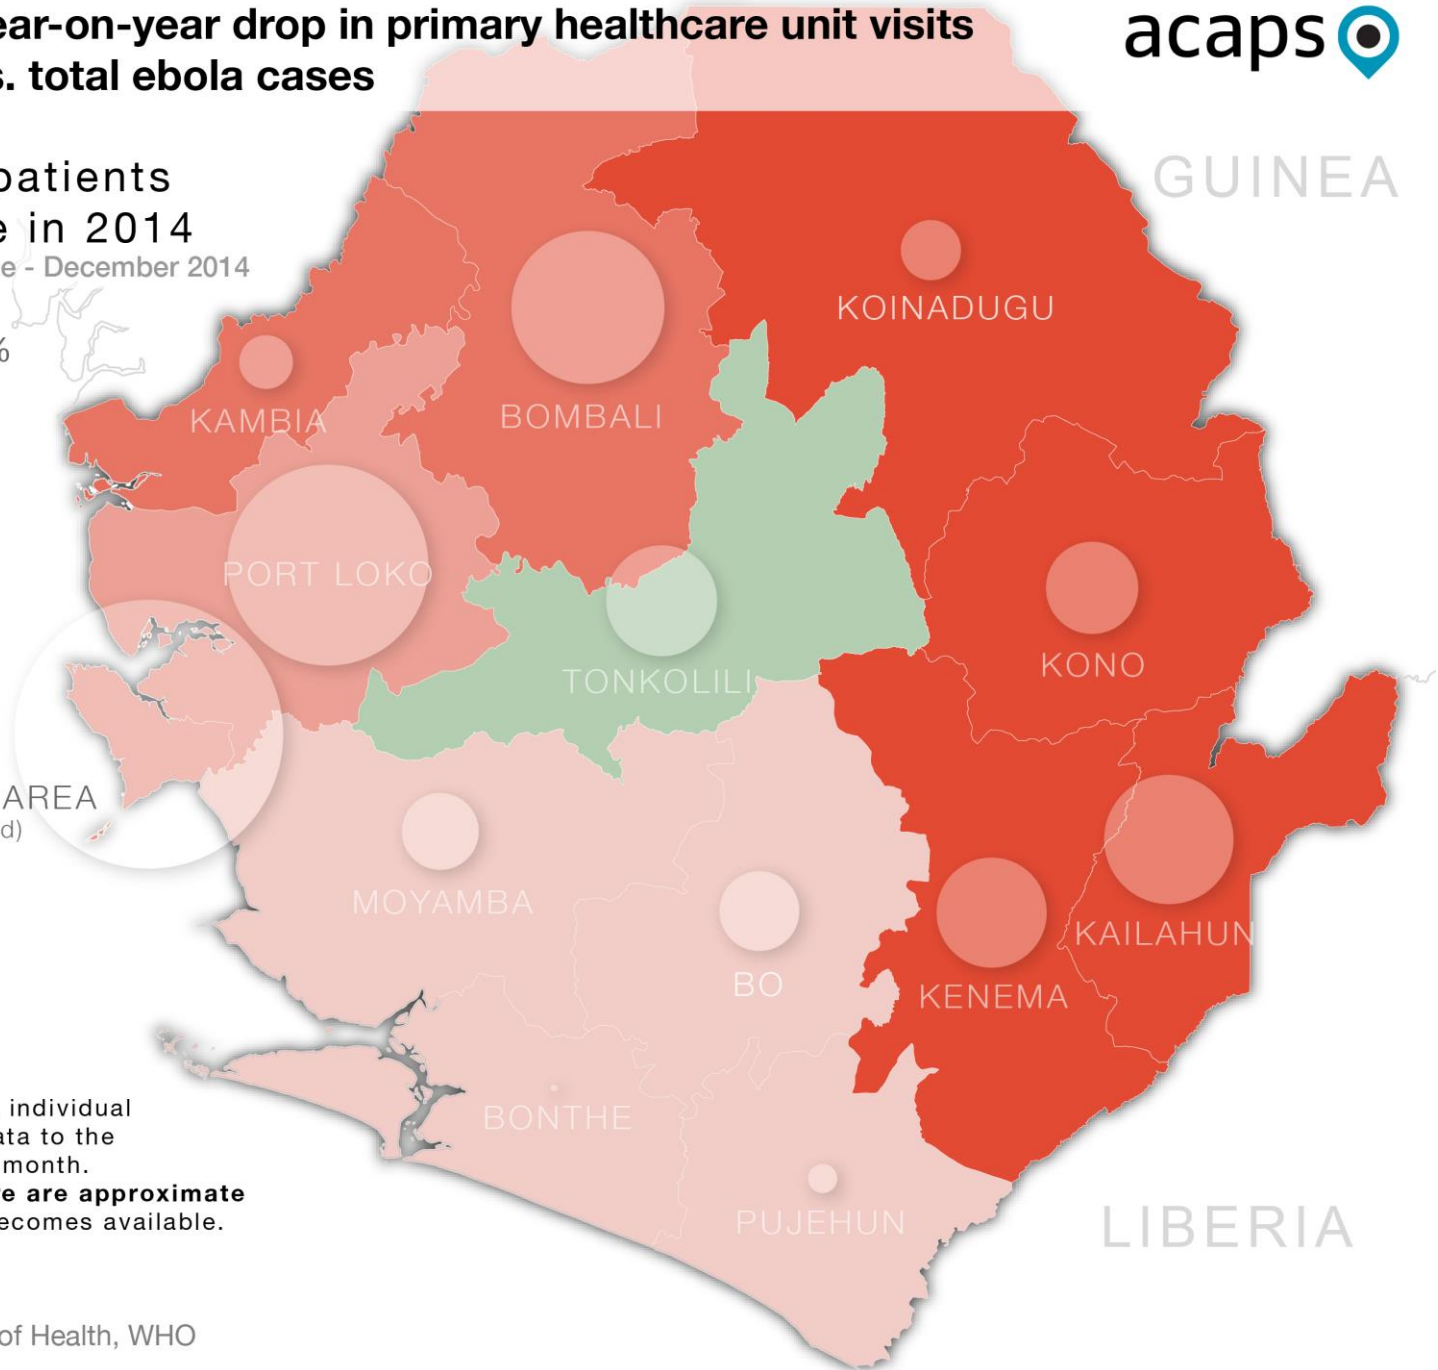 ear-on-year drop in primary healthcare unit visits
s. total ebola cases
acaps
patients
e in 2014
e - December 2014
%
GUINEA
KOINADUGU
KAMBIA
BOMBALI
PORT LOKO
TONKOLILI
KONO
AREA
d)
MOYAMBA
BO
KAILAHUN
KENEMA
BONTHE
PUJEHUN
LIBERIA
individual
ata to the
month.
e are approximate
ecomes available.
of Health, WHO